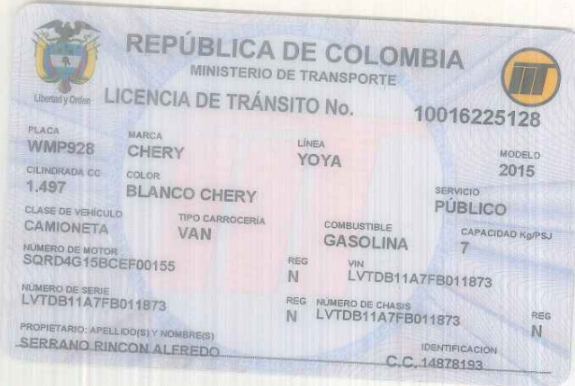 REPÚBLICA DE COLOMBIA
MINISTERIO DE TRANSPORTE
Libertad y Orden
LICENCIA DE TRÁNSITO No. 10016225128
PLACA MARCA LÍNEA MODELO
WMP928 CHERY YOYA 2015
CILINDRADA CC COLOR SERVICIO
1.497 BLANCO CHERY PÚBLICO
CLASE DE VEHÍCULO TIPO CARROCERÍA COMBUSTIBLE CAPACIDAD Kg/PSJ
CAMIONETA VAN GASOLINA 7
NÚMERO DE MOTOR REG VIN
SQRD4G15BCEF00155 N LVTDB11A7FB011873
NÚMERO DE SERIE REG NÚMERO DE CHASIS REG
LVTDB11A7FB011873 N LVTDB11A7FB011873 N
PROPIETARIO: APELLIDO(S) Y NOMBRE(S) IDENTIFICACIÓN
SERRANO RINCON ALFREDO C.C. 14878193